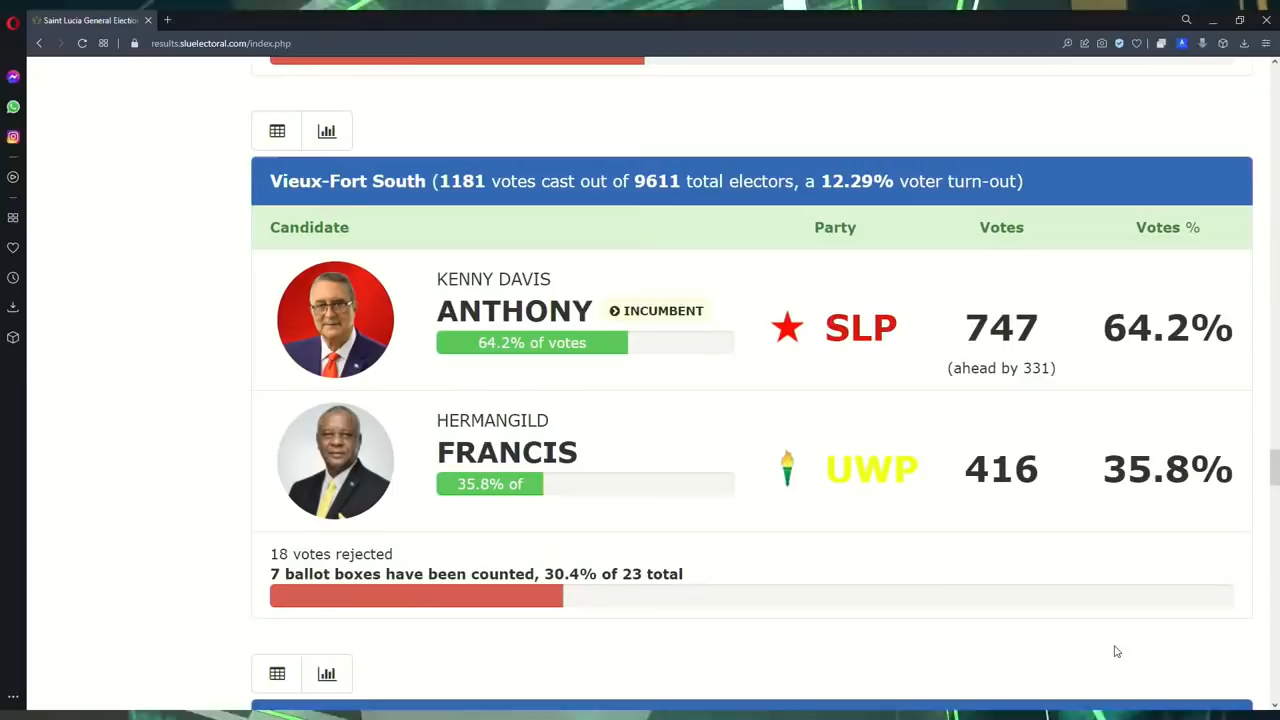 Saint Lucia General Election
results.sluelectoral.com/index.php
Vieux-Fort South (1181 votes cast out of 9611 total electors, a 12.29% voter turn-out)
Candidate Party Votes Votes %
KENNY DAVIS
ANTHONY INCUMBENT
64.2% of votes
SLP 747 64.2%
(ahead by 331)
HERMANGILD
FRANCIS
35.8% of
UWP 416 35.8%
18 votes rejected
7 ballot boxes have been counted, 30.4% of 23 total